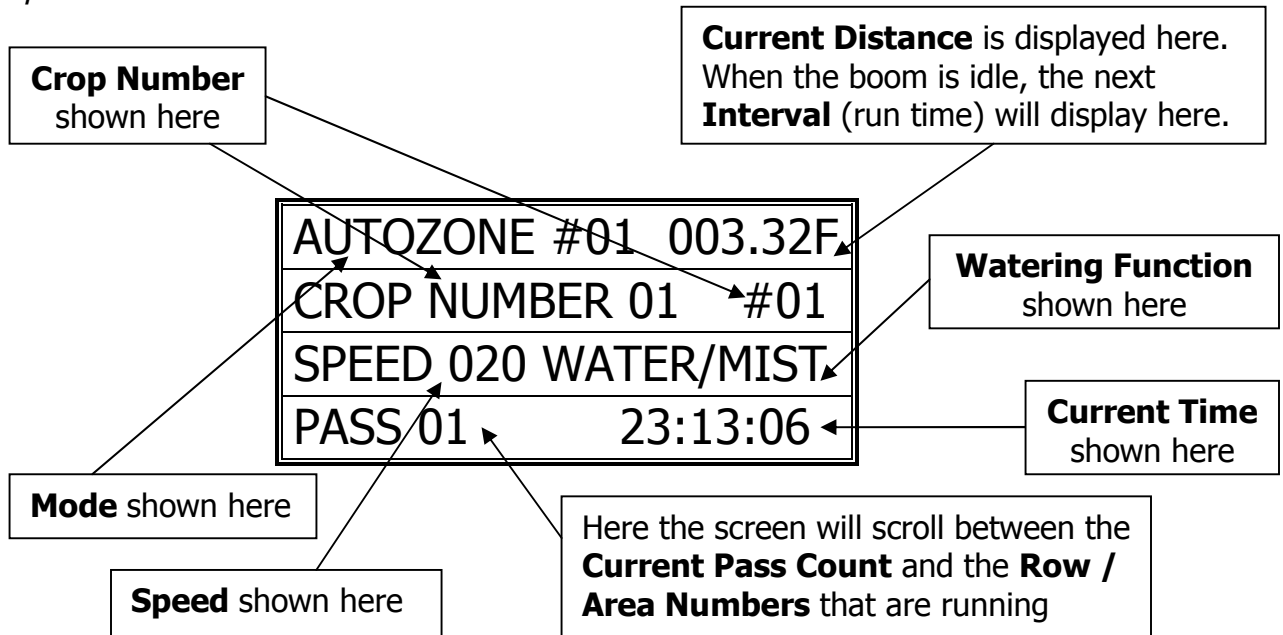 Current Distance is displayed here.
When the boom is idle, the next
Interval (run time) will display here.
Crop Number
shown here
AUTOZONE #01 003.32F
CROP NUMBER 01 #01
SPEED 020 WATER/MIST
PASS 01 23:13:06
Watering Function
shown here
Current Time
shown here
Mode shown here
Speed shown here
Here the screen will scroll between the
Current Pass Count and the Row /
Area Numbers that are running